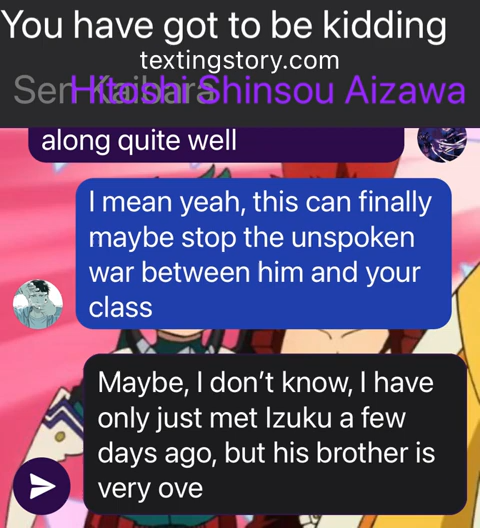 You have got to be kidding
textingstory.com
Sen Kaibara Hitoshi Shinsou Aizawa
along quite well
I mean yeah, this can finally
maybe stop the unspoken
war between him and your
class
Maybe, I don't know, I have
only just met Izuku a few
days ago, but his brother is
very ove